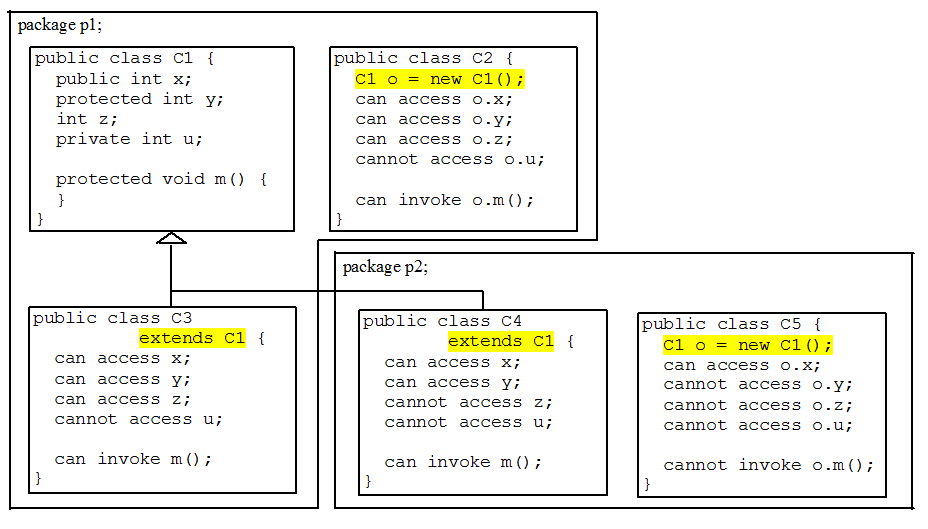 package p1;
public class C1 {
public int x;
protected int y;
int z;
private int u;
protected void m() {
}
}
public class C2 {
C1 o = new C1();
can access o.x;
can access o.y;
can access o.z;
cannot access o.u;
can invoke o.m();
}
public class C3
extends C1 {
can access x;
can access y;
can access z;
cannot access u;
can invoke m();
}
package p2;
public class C4
extends C1 {
can access x;
can access y;
cannot access z;
cannot access u;
can invoke m();
}
public class C5 {
C1 o = new C1();
can access o.x;
cannot access o.y;
cannot access o.z;
cannot access o.u;
cannot invoke o.m();
}